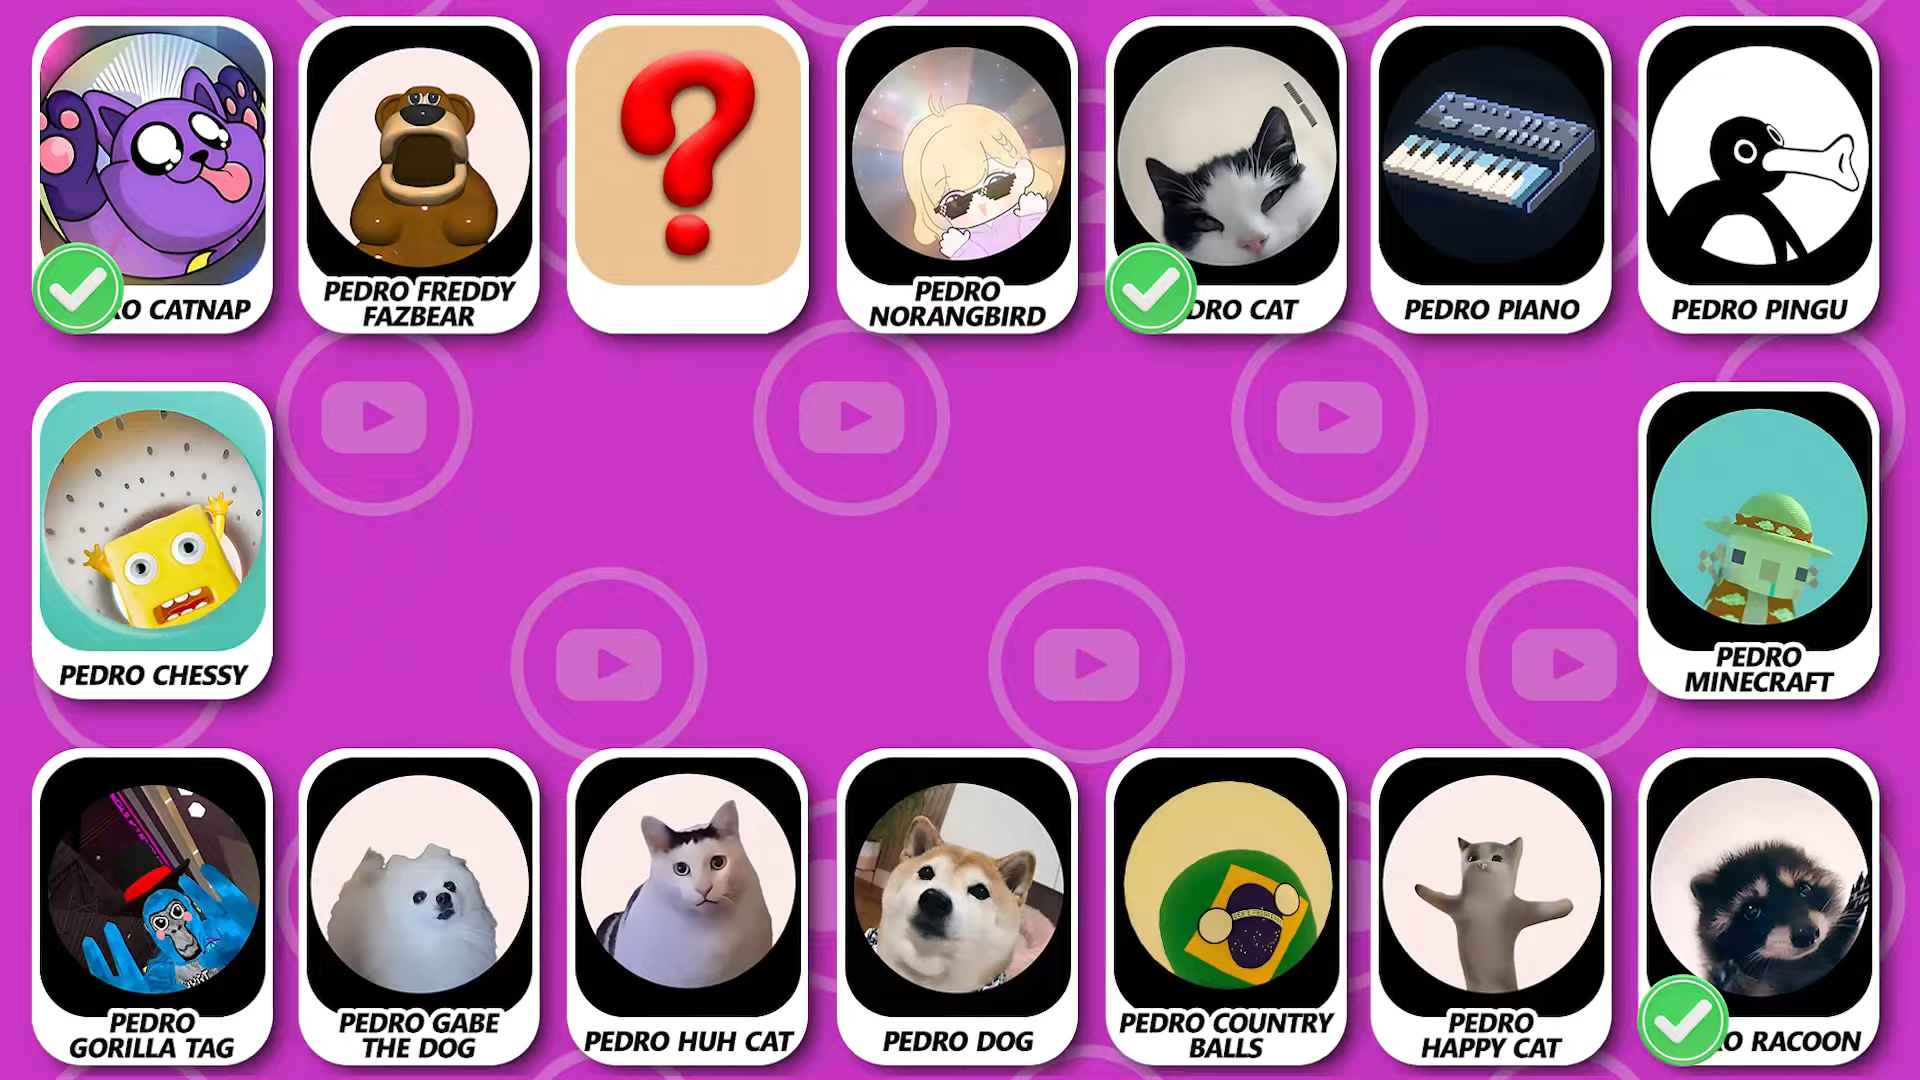 O CATNAP
PEDRO FREDDY
FAZBEAR
?
PEDRO
NORANGBIRD
DRO CAT
PEDRO PIANO
PEDRO PINGU
PEDRO CHESSY
PEDRO
MINECRAFT
PEDRO
GORILLA TAG
PEDRO GABE
THE DOG
PEDRO HUH CAT
PEDRO DOG
PEDRO COUNTRY
BALLS
PEDRO
HAPPY CAT
O RACOON